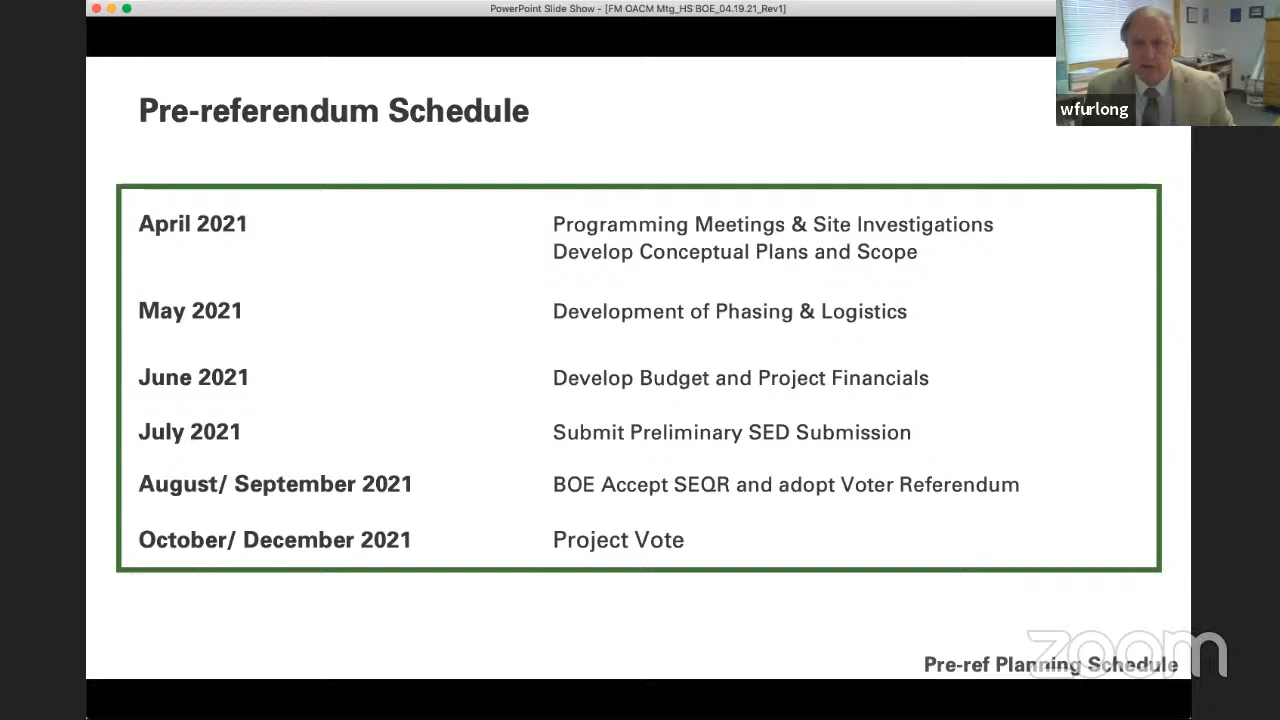 PowerPoint Slide Show - [FM OACM Mtg_HS BOE_04.19.21_Rev1]
wfurlong
Pre-referendum Schedule
April 2021 Programming Meetings & Site Investigations
Develop Conceptual Plans and Scope
May 2021 Development of Phasing & Logistics
June 2021 Develop Budget and Project Financials
July 2021 Submit Preliminary SED Submission
August/ September 2021 BOE Accept SEQR and adopt Voter Referendum
October/ December 2021 Project Vote
zoom
Pre-ref Planning Schedule